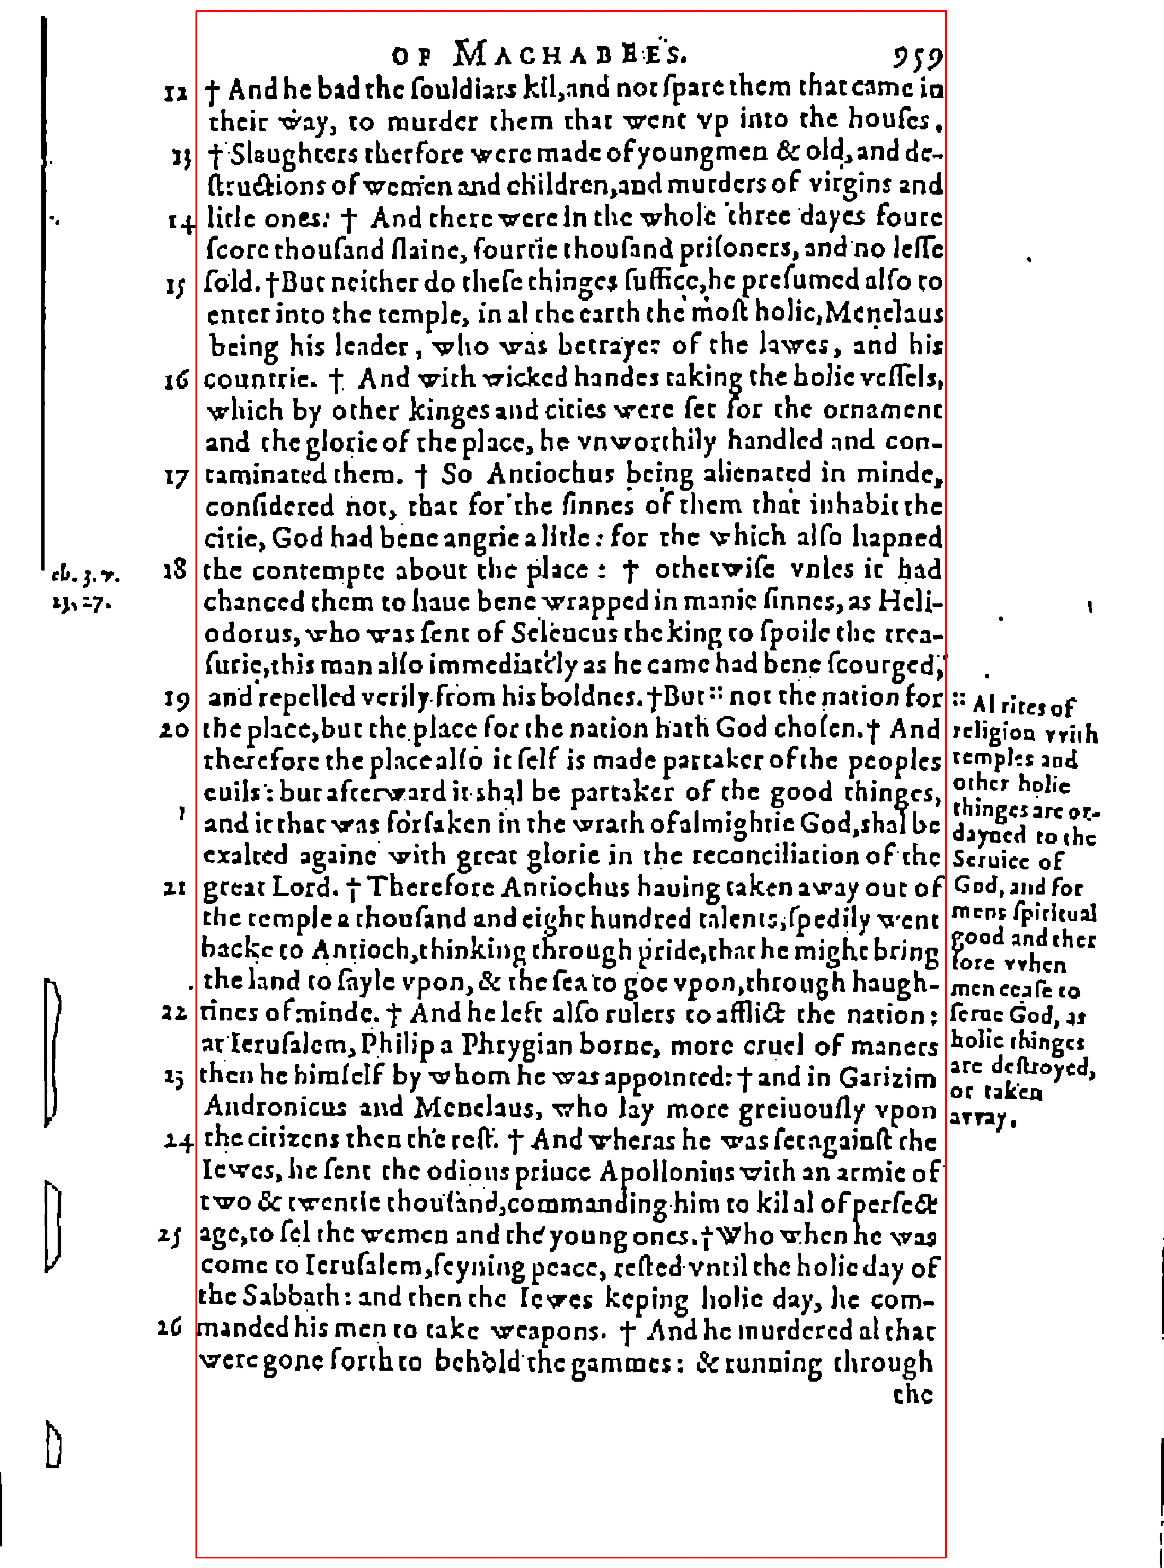 OF MACHABEES. 959
12 † And he bad the ſouldiars kil, and not ſpare them that came in
their way, to murder them that went vp into the houſes.
13 † Slaughters therfore were made of youngmen & old, and de-
ſtructions of wemen and children, and murders of virgins and
14 litle ones: † And there were in the whole three dayes foure
ſcore thouſand ſlaine, fourtie thouſand priſoners, and no leſſe
15 ſold. † But neither do theſe thinges ſuffice, he preſumed alſo to
enter into the temple, in al the earth the moſt holie, Menelaus
being his leader, who was betrayer of the lawes, and his
16 countrie. † And with wicked handes taking the holie veſſels,
which by other kinges and cities were ſet for the ornament
and the glorie of the place, he vnworthily handled and con-
17 taminated them. † So Antiochus being alienated in minde,
conſidered not, that for the ſinnes of them that inhabit the
citie, God had bene angrie a litle: for the which alſo hapned
18 the contempte about the place: † otherwiſe vnles it had
chanced them to haue bene wrapped in manie ſinnes, as Heli-
odorus, who was ſent of Seleucus the king to ſpoile the trea-
ſurie, this man alſo immediatly as he came had bene ſcourged,
19 and repelled verily from his boldnes. † But :: not the nation for
20 the place, but the place for the nation hath God choſen. † And
therefore the place alſo it ſelf is made partaker of the peoples
euils: but afterward it shal be partaker of the good thinges,
and it that was forſaken in the wrath of almightie God, shal be
exalted againe with great glorie in the reconciliation of the
21 great Lord. † Therefore Antiochus hauing taken away out of
the temple a thouſand and eight hundred talents, ſpedily went
backe to Antioch, thinking through pride, that he might bring
the land to ſayle vpon, & the ſea to goe vpon, through haugh-
22 tines of minde. † And he left alſo rulers to afflict the nation:
at Ieruſalem, Philip a Phrygian borne, more cruel of maners
23 then he himſelf by whom he was appointed: † and in Garizim
Andronicus and Menelaus, who lay more greiuouſly vpon
24 the citizens then the reſt. † And wheras he was ſet againſt the
Iewes, he ſent the odious prince Apollonius with an armie of
two & twentie thouſand, commanding him to kil al of perfect
25 age, to ſel the wemen and the young ones. † Who when he was
come to Ieruſalem, feyning peace, reſted vntil the holie day of
the Sabbath: and then the Iewes keping holie day, he com-
26 manded his men to take weapons. † And he murdered al that
were gone forth to behold the gammes: & running through
the
eb. 3. v.
23, 27.
:: Al rites of
religion vvith
temples and
other holie
thinges are or-
dayned to the
Seruice of
God, and for
mens ſpiritual
good and ther
fore vvhen
men ceaſe to
ſerue God, as
holie thinges
are deſtroyed,
or taken
avvay.